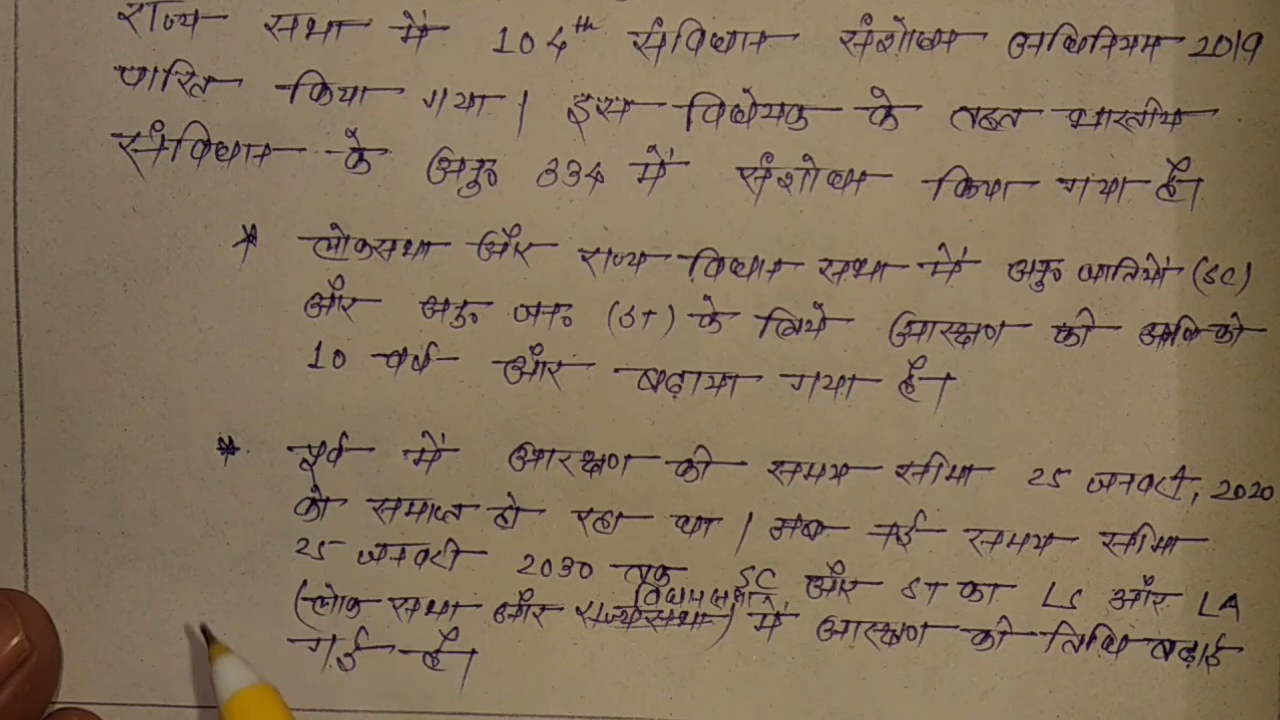 राज्य सभा में 104th संविधान संशोधन अधिनियम 2019
पारित किया गया। इस विधेयक के तहत भारतीय
संविधान के अनु० 334 में संशोधन किया गया है।
* लोकसभा और राज्य विधान सभा में अनु० जातियों (SC)
और अनु० जन० (ST) के लिये आरक्षण की अवधि को
10 वर्ष और बढ़ाया गया है।
* पूर्व में आरक्षण की समय सीमा 25 जनवरी, 2020
को समाप्त हो रहा था। अब नई समय सीमा
25 जनवरी 2030 तक SC और ST का LS और LA
(लोक सभा और राज्य सभा विधानसभा) में आरक्षण की तिथि बढ़ाई
गई है।